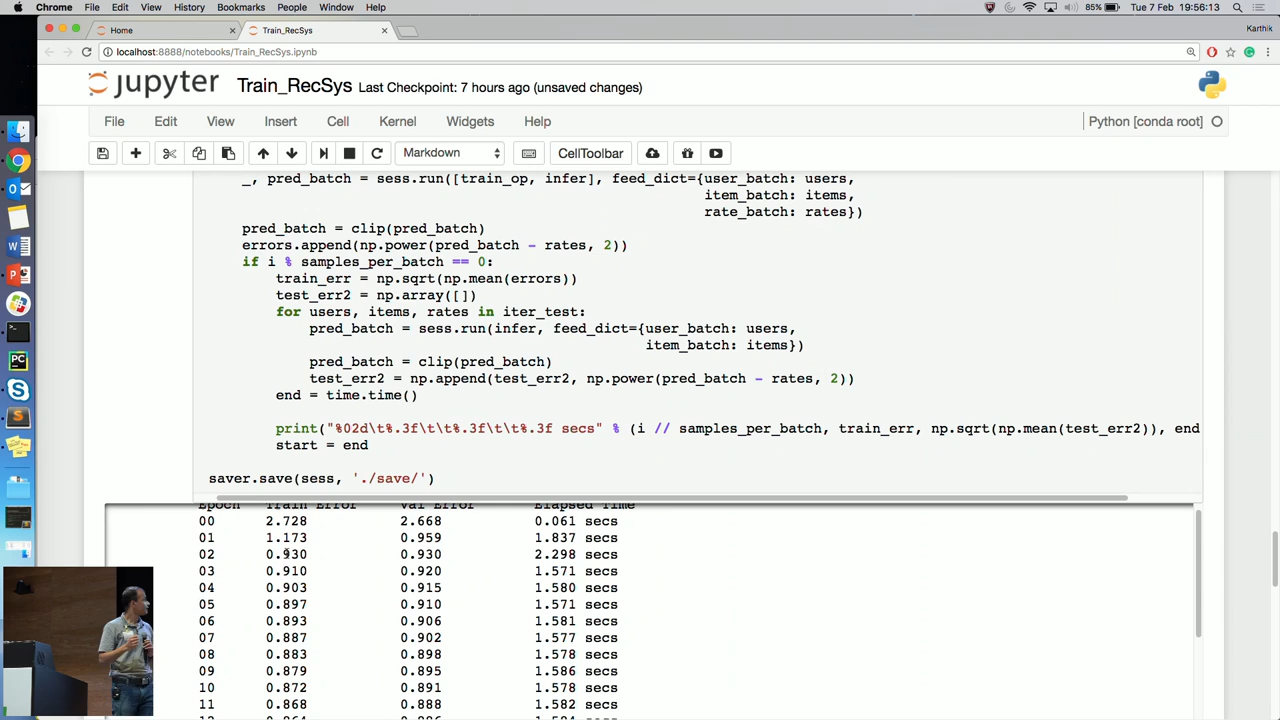 Chrome File Edit View History Bookmarks People Window Help 85% Tue 7 Feb 19:56:13
Home Train_RecSys Karthik
localhost:8888/notebooks/Train_RecSys.ipynb
jupyter Train_RecSys Last Checkpoint: 7 hours ago (unsaved changes)
File Edit View Insert Cell Kernel Widgets Help Python [conda root]
Markdown CellToolbar
_, pred_batch = sess.run([train_op, infer], feed_dict={user_batch: users,
item_batch: items,
rate_batch: rates})
pred_batch = clip(pred_batch)
errors.append(np.power(pred_batch - rates, 2))
if i % samples_per_batch == 0:
train_err = np.sqrt(np.mean(errors))
test_err2 = np.array([])
for users, items, rates in iter_test:
pred_batch = sess.run(infer, feed_dict={user_batch: users,
item_batch: items})
pred_batch = clip(pred_batch)
test_err2 = np.append(test_err2, np.power(pred_batch - rates, 2))
end = time.time()
print("%02d\t%.3f\t\t%.3f\t\t%.3f secs" % (i // samples_per_batch, train_err, np.sqrt(np.mean(test_err2)), end
start = end
saver.save(sess, './save/')
Epoch Train Error Val Error Elapsed Time
00 2.728 2.668 0.061 secs
01 1.173 0.959 1.837 secs
02 0.930 0.930 2.298 secs
03 0.910 0.920 1.571 secs
04 0.903 0.915 1.580 secs
05 0.897 0.910 1.571 secs
06 0.893 0.906 1.581 secs
07 0.887 0.902 1.577 secs
08 0.883 0.898 1.578 secs
09 0.879 0.895 1.586 secs
10 0.872 0.891 1.578 secs
11 0.868 0.888 1.582 secs